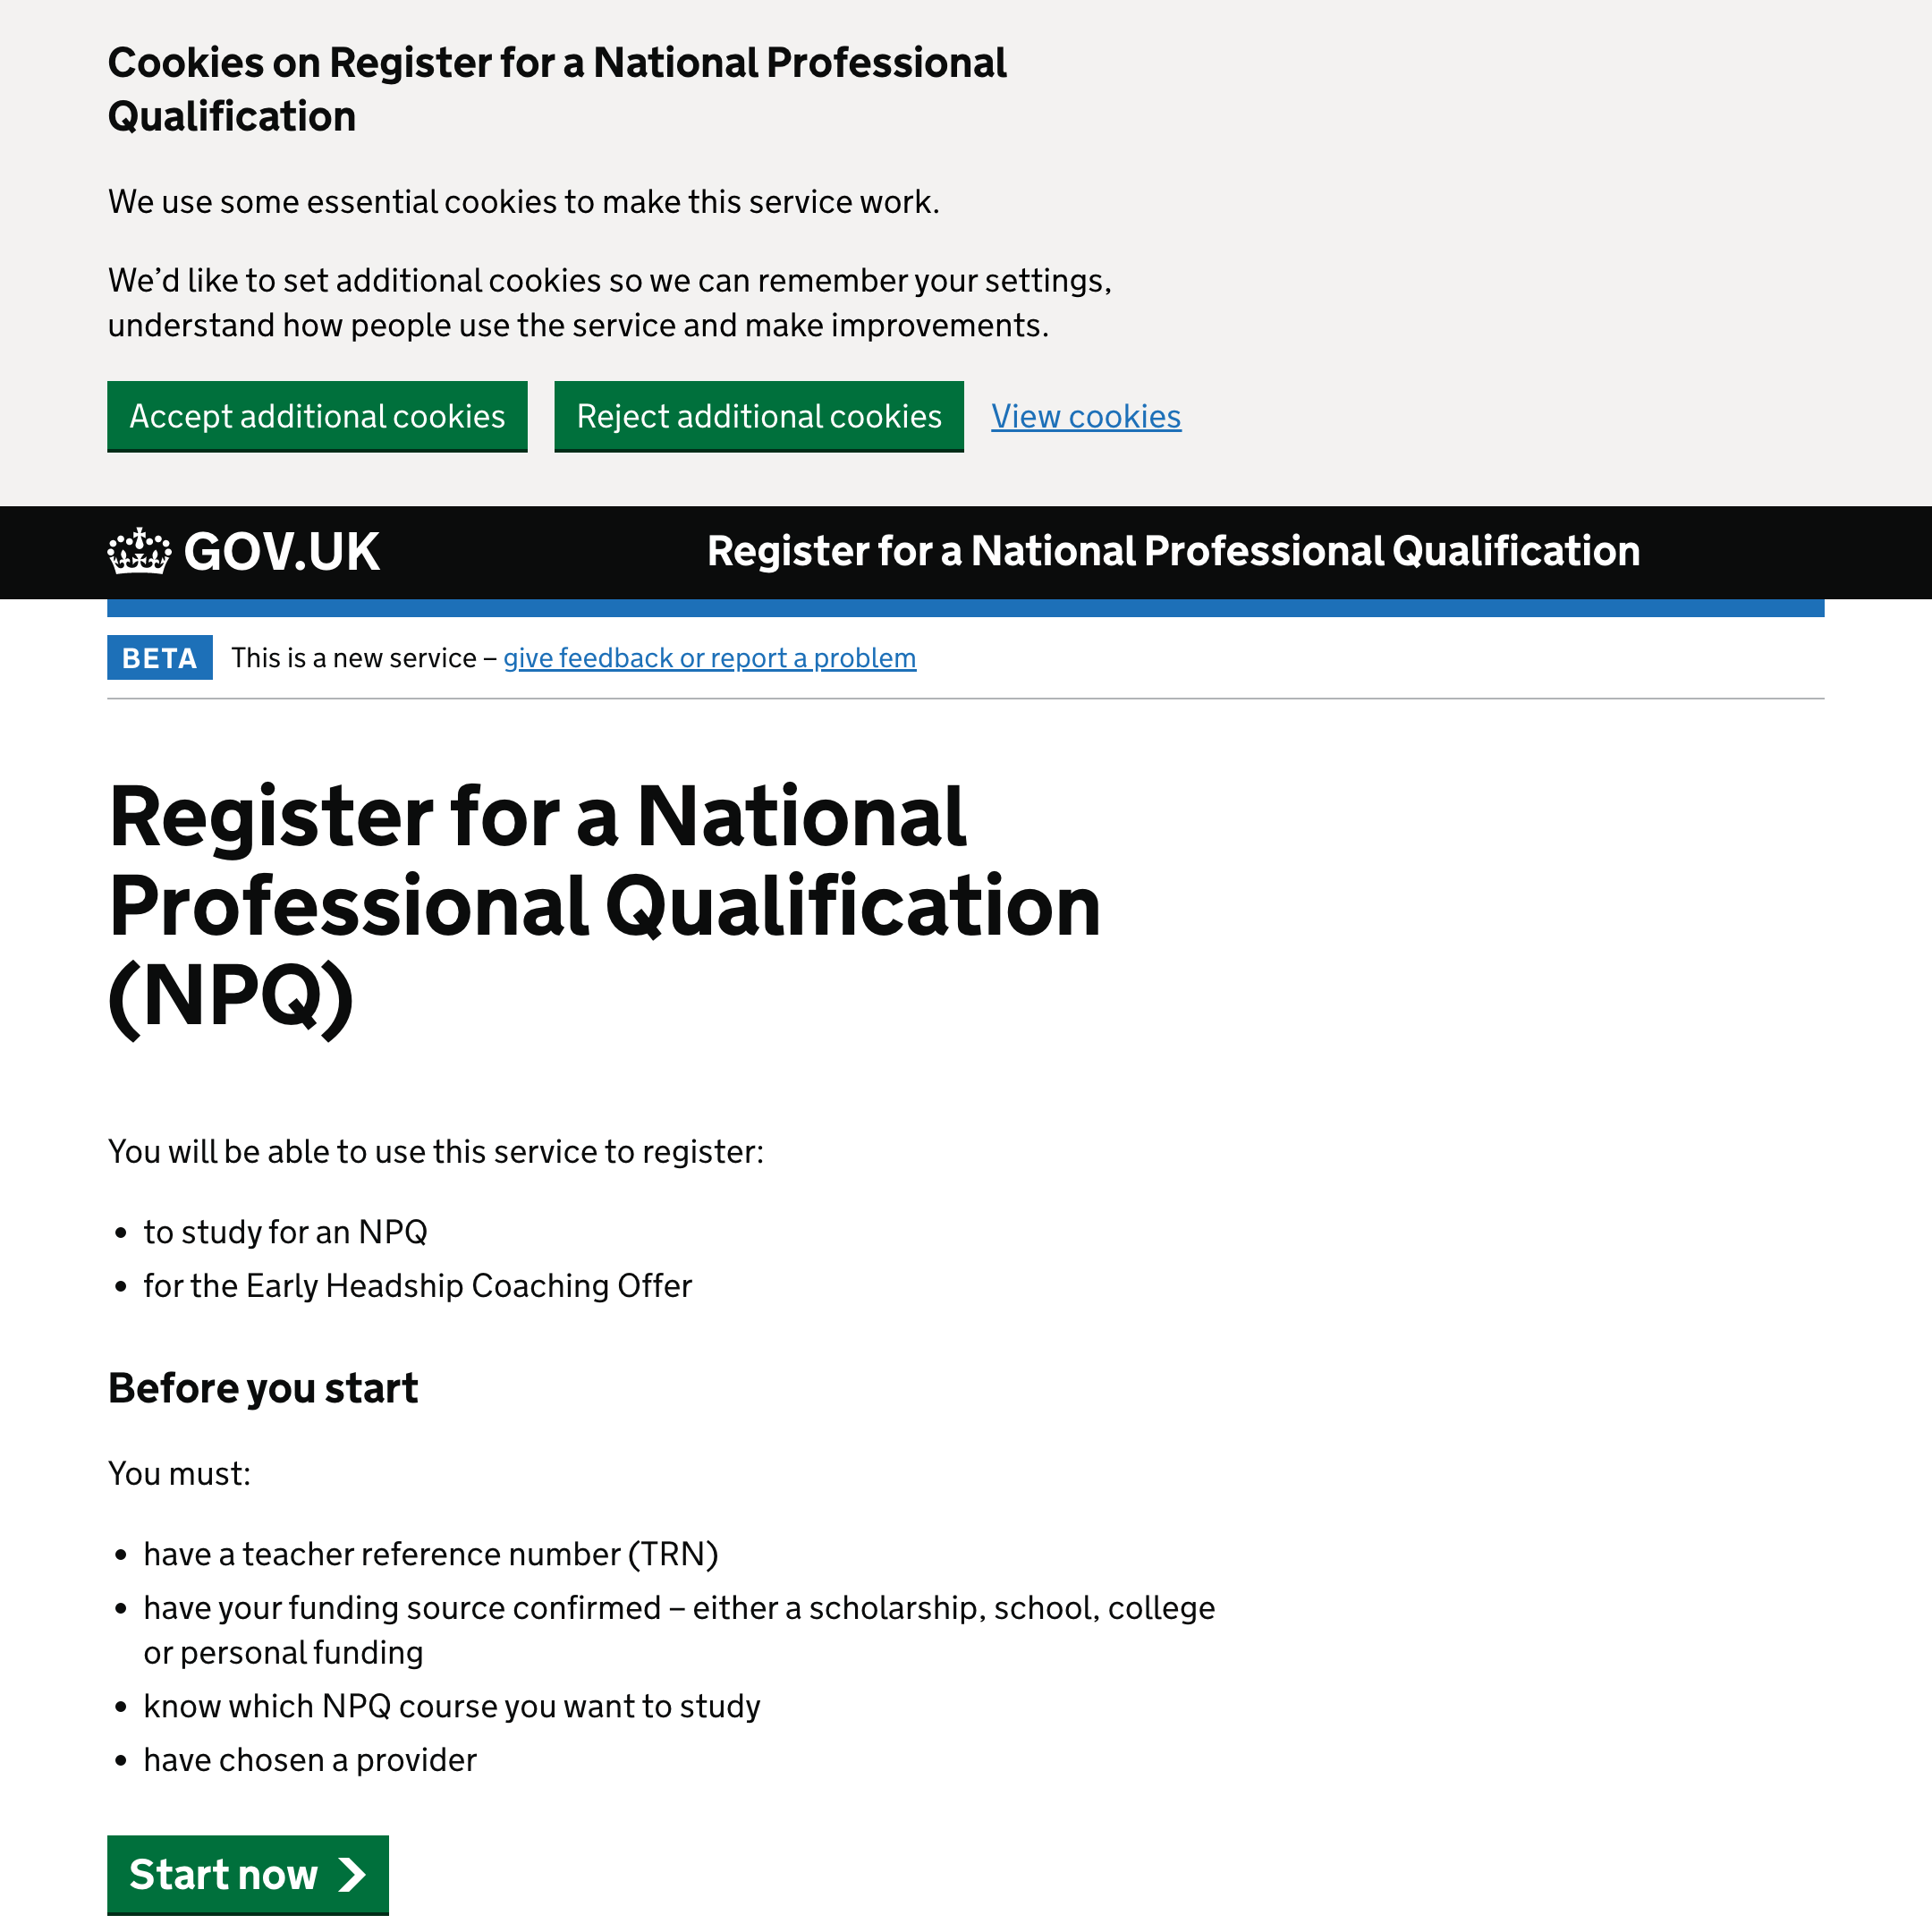 Cookies on Register for a National Professional
Qualification
We use some essential cookies to make this service work.
We’d like to set additional cookies so we can remember your settings,
understand how people use the service and make improvements.
Accept additional cookies Reject additional cookies View cookies
GOV.UK Register for a National Professional Qualification
BETA This is a new service – give feedback or report a problem
Register for a National
Professional Qualification
(NPQ)
You will be able to use this service to register:
• to study for an NPQ
• for the Early Headship Coaching Offer
Before you start
You must:
• have a teacher reference number (TRN)
• have your funding source confirmed – either a scholarship, school, college
or personal funding
• know which NPQ course you want to study
• have chosen a provider
Start now